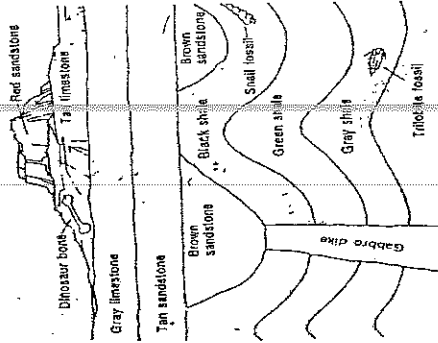 Red sandstone
Tan limestone
Dinosaur bone
Gray limestone
Tan sandstone
Brown
sandstone
Brown
sandstone
Black shale
Snail fossil
Green shale
Gray shale
Trilobite fossil
Gabbro dike